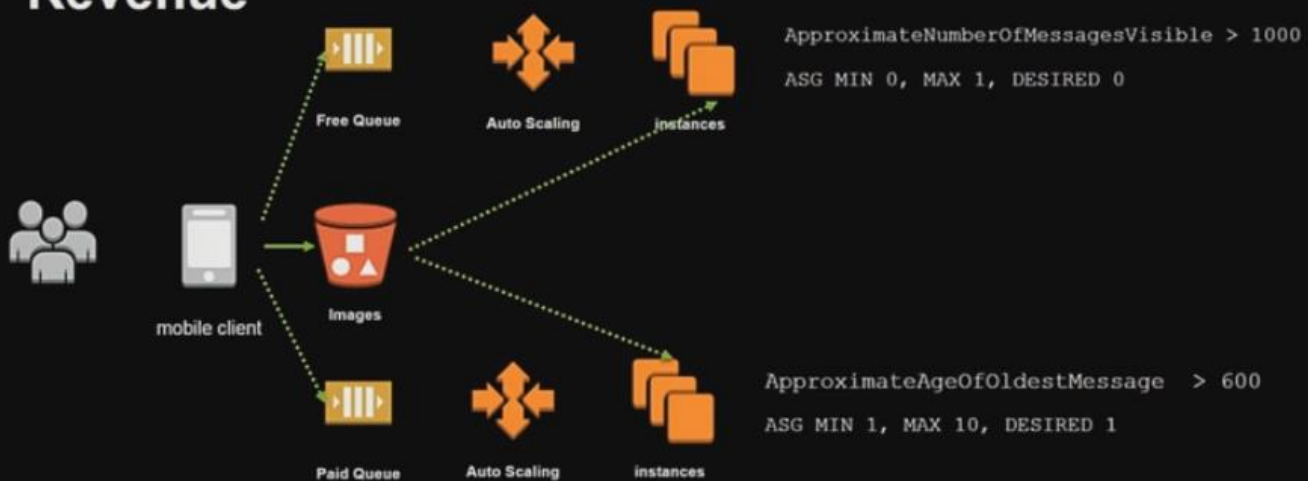 Revenue
ApproximateNumberOfMessagesVisible > 1000
ASG MIN 0, MAX 1, DESIRED 0
Free Queue
Auto Scaling
instances
mobile client
Images
ApproximateAgeOfOldestMessage > 600
ASG MIN 1, MAX 10, DESIRED 1
Paid Queue
Auto Scaling
instances